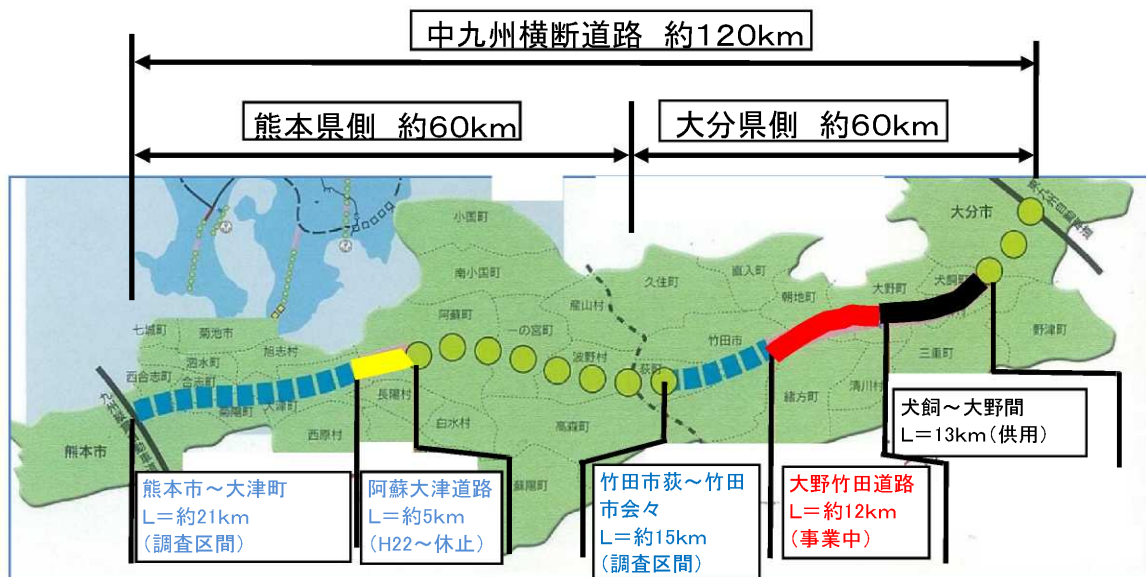 中九州横断道路 約120km
熊本県側 約60km
大分県側 約60km
小国町
南小国町
産山村
久住町
直入町
朝地町
大野町
犬飼町
大分市
東九州自動車道
野津町
三重町
清川村
緒方町
竹田市
荻町
波野村
一の宮町
阿蘇町
高森町
蘇陽町
白水村
長陽村
西原村
大津町
菊陽町
旭志村
菊池市
七城町
泗水町
合志町
西合志町
熊本市
熊本市～大津町
L=約21km
(調査区間)
阿蘇大津道路
L=約5km
(H22～休止)
竹田市荻～竹田
市会々
L=約15km
(調査区間)
大野竹田道路
L=約12km
(事業中)
犬飼～大野間
L=13km(供用)